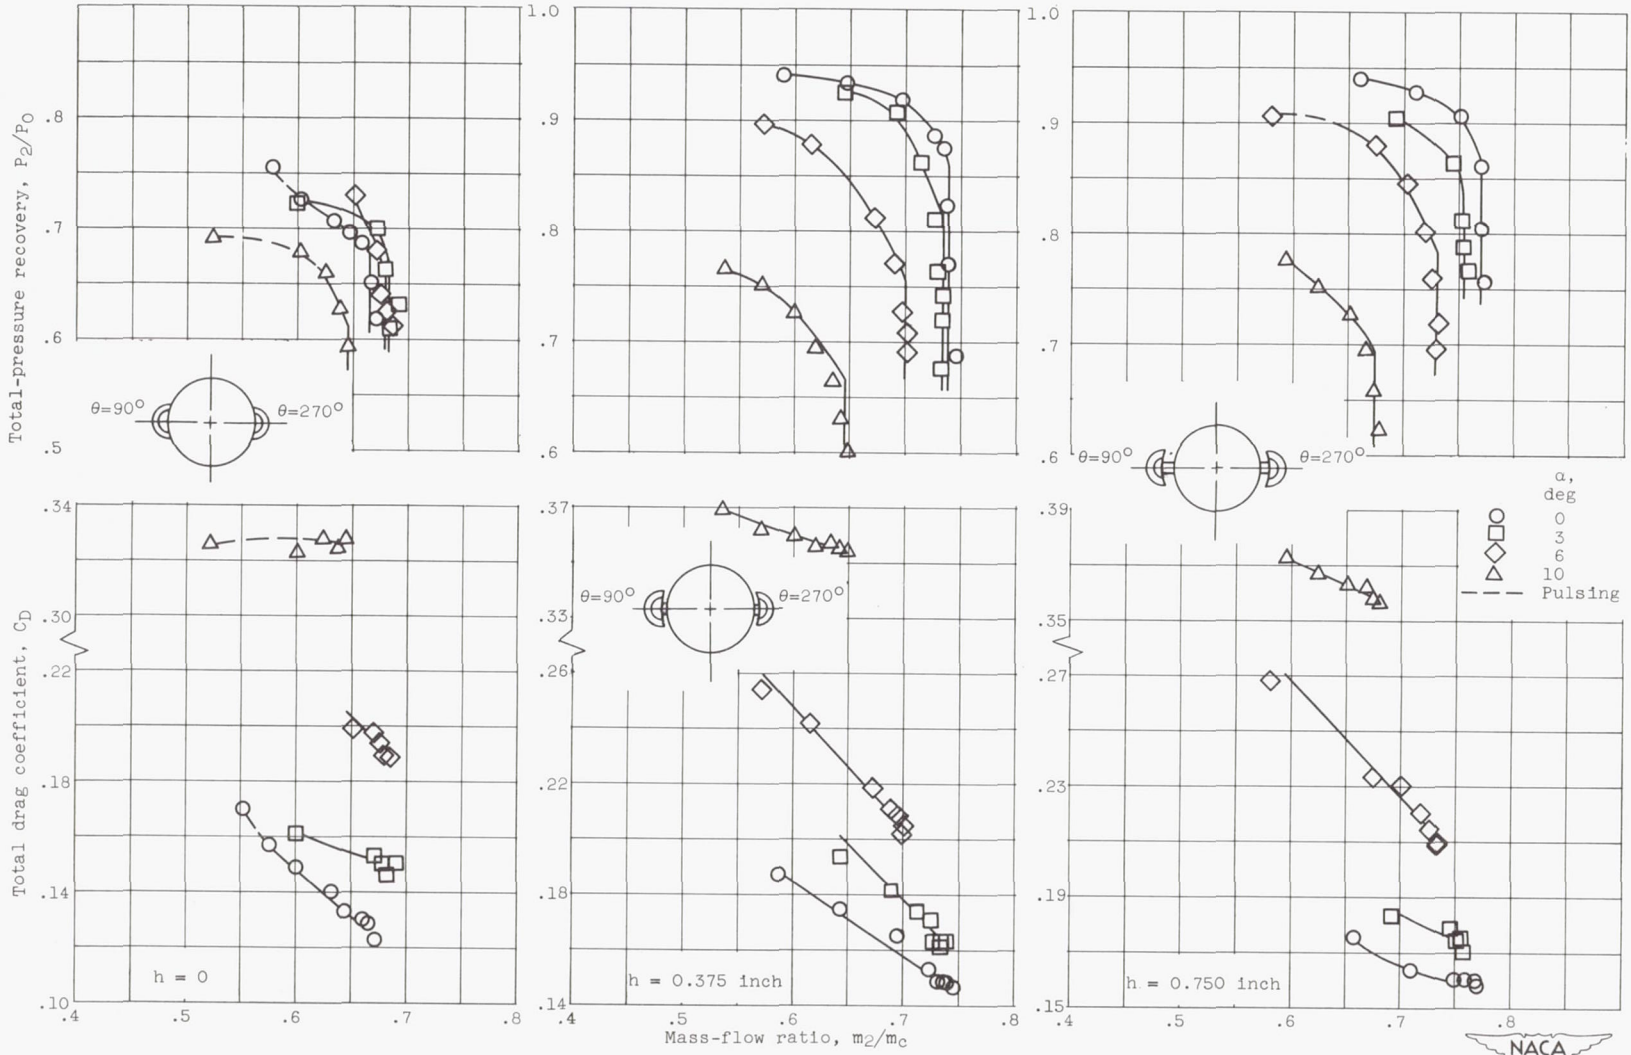 Total-pressure recovery, P2/P0
.8
.7
.6
.5
θ=90° θ=270°
1.0
.9
.8
.7
.6
1.0
.9
.8
.7
.6
θ=90° θ=270°
α,
deg
0
3
6
10
Pulsing
Total drag coefficient, CD
.34
.30
.22
.18
.14
.10
h = 0
.4 .5 .6 .7 .8
.37
.33
.26
.22
.18
.14
θ=90° θ=270°
h = 0.375 inch
.4 .5 .6 .7 .8
.39
.35
.27
.23
.19
.15
h = 0.750 inch
.4 .5 .6 .7 .8
Mass-flow ratio, m2/mc
NACA